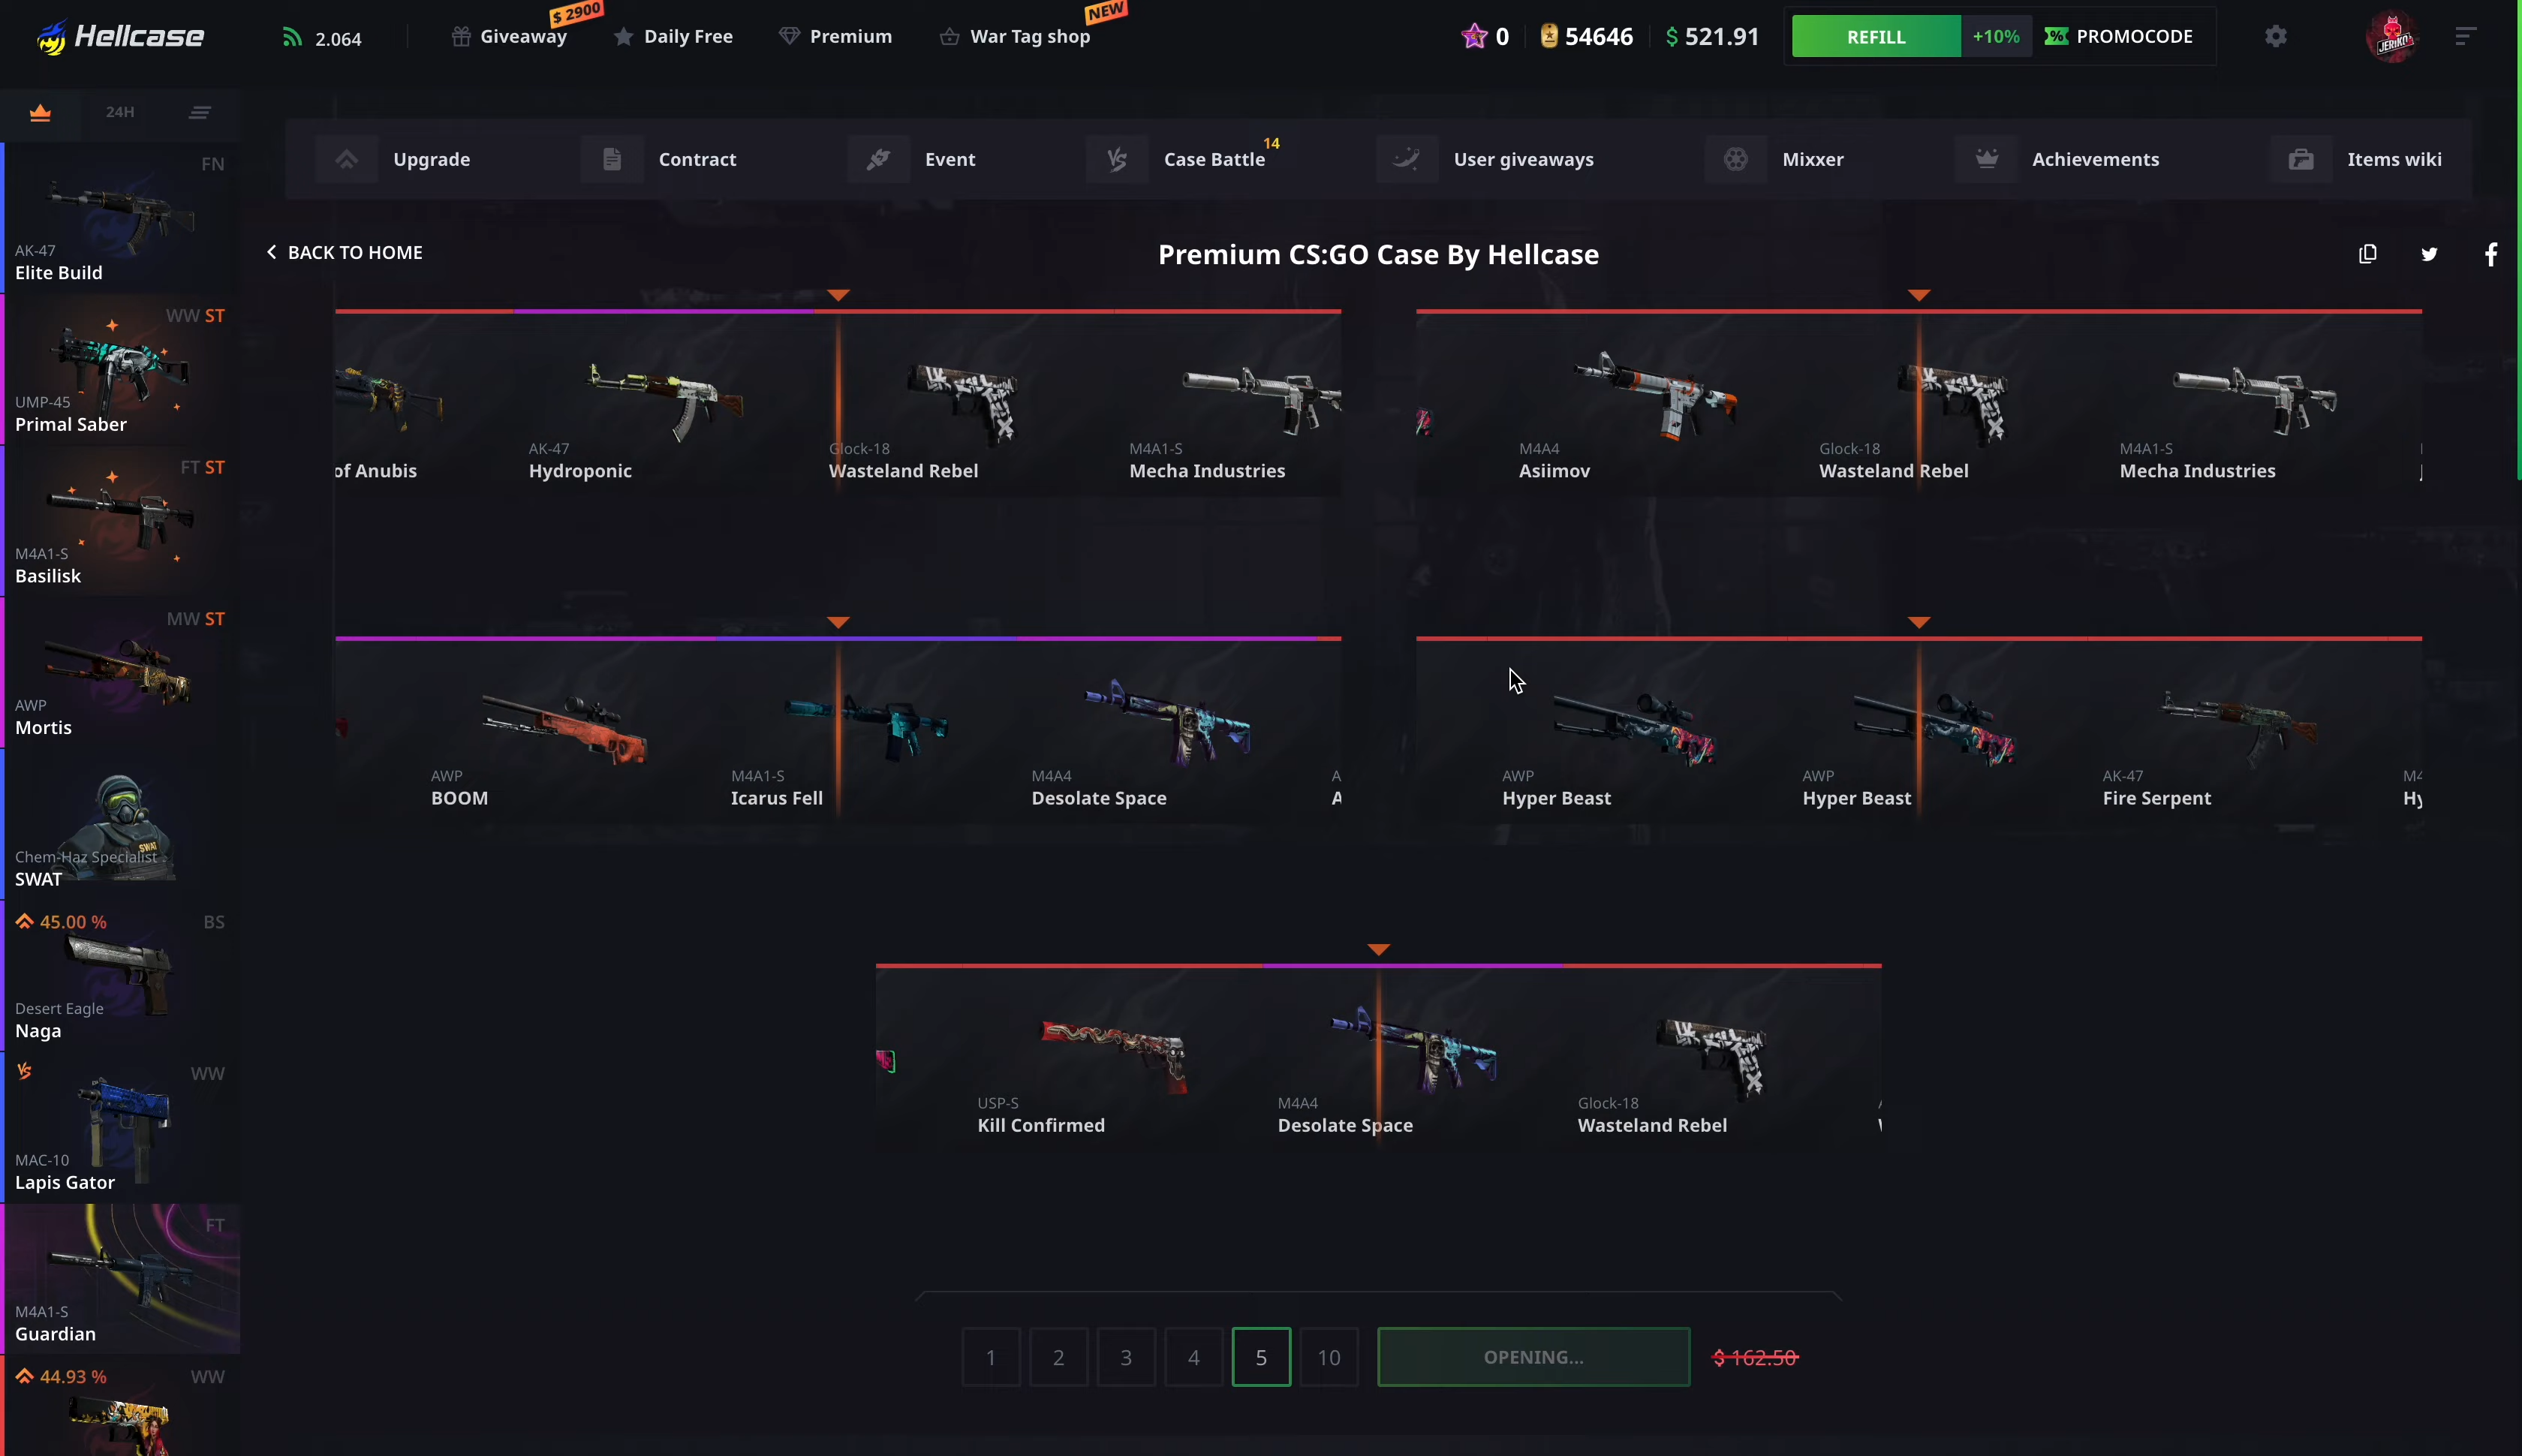 Hellcase
2.064
Giveaway
$ 2900
Daily Free
Premium
War Tag shop
NEW
0
54646
$ 521.91
REFILL
+10%
PROMOCODE
24H
Upgrade
Contract
Event
Case Battle
14
User giveaways
Mixxer
Achievements
Items wiki
BACK TO HOME
Premium CS:GO Case By Hellcase
FN
AK-47
Elite Build
WW ST
UMP-45
Primal Saber
FT ST
M4A1-S
Basilisk
MW ST
AWP
Mortis
SWAT
Chem-Haz Specialist
SWAT
45.00 %
BS
Desert Eagle
Naga
VS
WW
MAC-10
Lapis Gator
FT
M4A1-S
Guardian
44.93 %
WW
of Anubis
AK-47
Hydroponic
Glock-18
Wasteland Rebel
M4A1-S
Mecha Industries
M4A4
Asiimov
Glock-18
Wasteland Rebel
M4A1-S
Mecha Industries
AWP
BOOM
M4A1-S
Icarus Fell
M4A4
Desolate Space
AWP
Hyper Beast
AWP
Hyper Beast
AK-47
Fire Serpent
USP-S
Kill Confirmed
M4A4
Desolate Space
Glock-18
Wasteland Rebel
1
2
3
4
5
10
OPENING...
$ 162.50